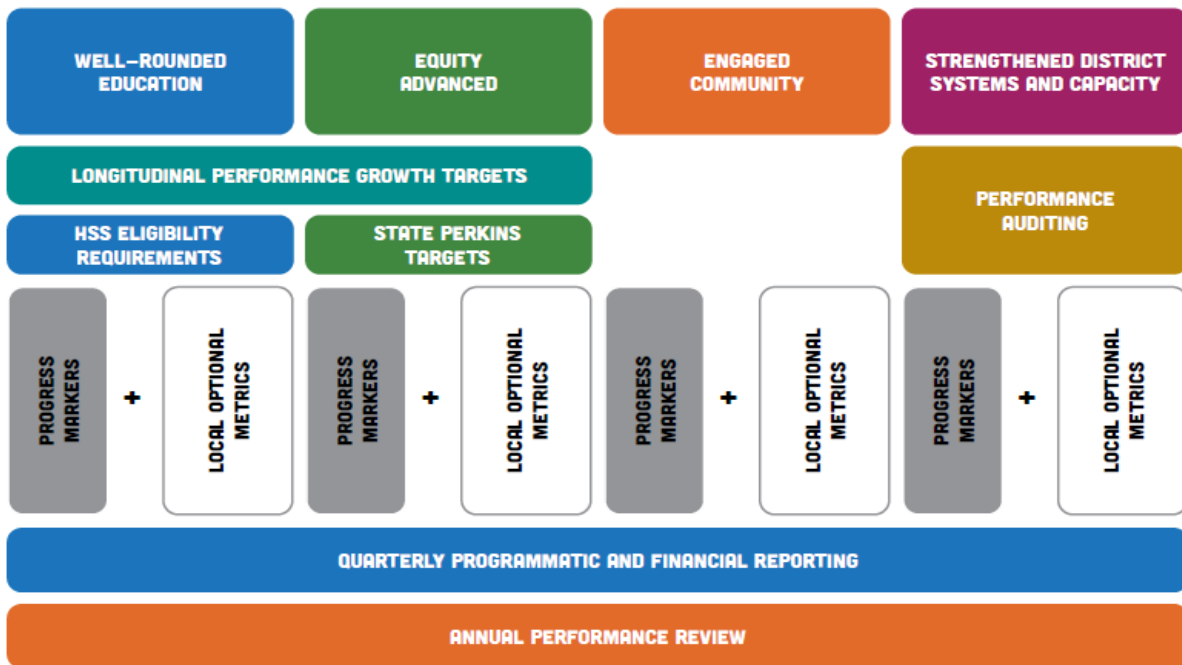 WELL-ROUNDED
EDUCATION
EQUITY
ADVANCED
ENGAGED
COMMUNITY
STRENGTHENED DISTRICT
SYSTEMS AND CAPACITY
LONGITUDINAL PERFORMANCE GROWTH TARGETS
PERFORMANCE
AUDITING
HSS ELIGIBILITY
REQUIREMENTS
STATE PERKINS
TARGETS
PROGRESS
MARKERS
+
LOCAL OPTIONAL
METRICS
PROGRESS
MARKERS
+
LOCAL OPTIONAL
METRICS
PROGRESS
MARKERS
+
LOCAL OPTIONAL
METRICS
PROGRESS
MARKERS
+
LOCAL OPTIONAL
METRICS
QUARTERLY PROGRAMMATIC AND FINANCIAL REPORTING
ANNUAL PERFORMANCE REVIEW